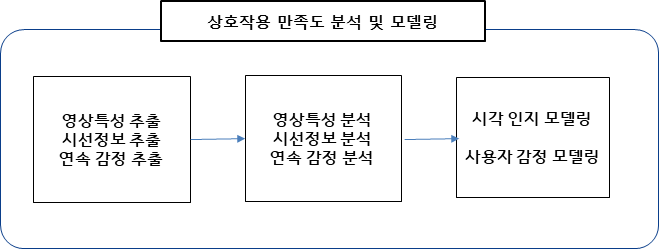 상호작용 만족도 분석 및 모델링
영상특성 추출
시선정보 추출
연속 감정 추출
영상특성 분석
시선정보 분석
연속 감정 분석
시각 인지 모델링
사용자 감정 모델링